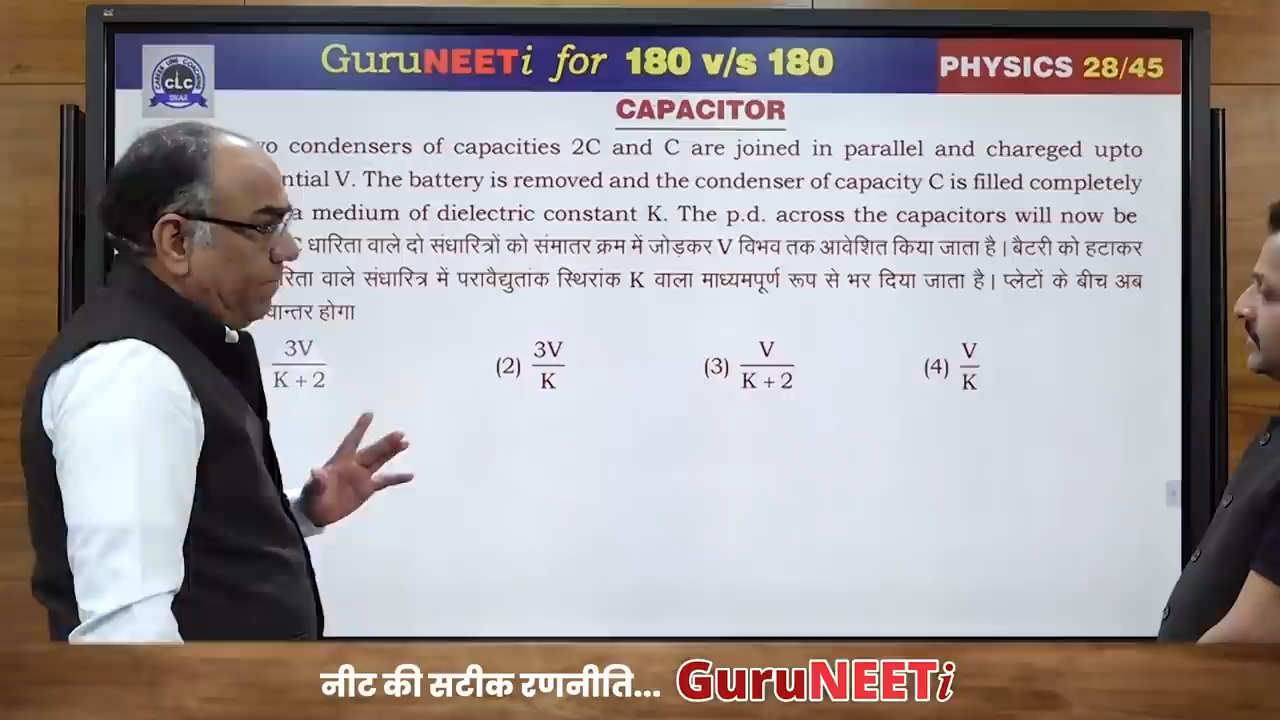 GuruNEETi for 180 v/s 180
PHYSICS 28/45
CLC
CAPACITOR
condensers of capacities 2C and C are joined in parallel and chareged upto
V. The battery is removed and the condenser of capacity C is filled completely
a medium of dielectric constant K. The p.d. across the capacitors will now be
धारिता वाले दो संधारित्रों को संमातर क्रम में जोड़कर V विभव तक आवेशित किया जाता है। बैटरी को हटाकर
वाले संधारित्र में परावैद्युतांक स्थिरांक K वाला माध्यमपूर्ण रूप से भर दिया जाता है। प्लेटों के बीच अब
होगा
3V / K + 2 (2) 3V / K (3) V / K + 2 (4) V / K
नीट की सटीक रणनीति... GuruNEETi